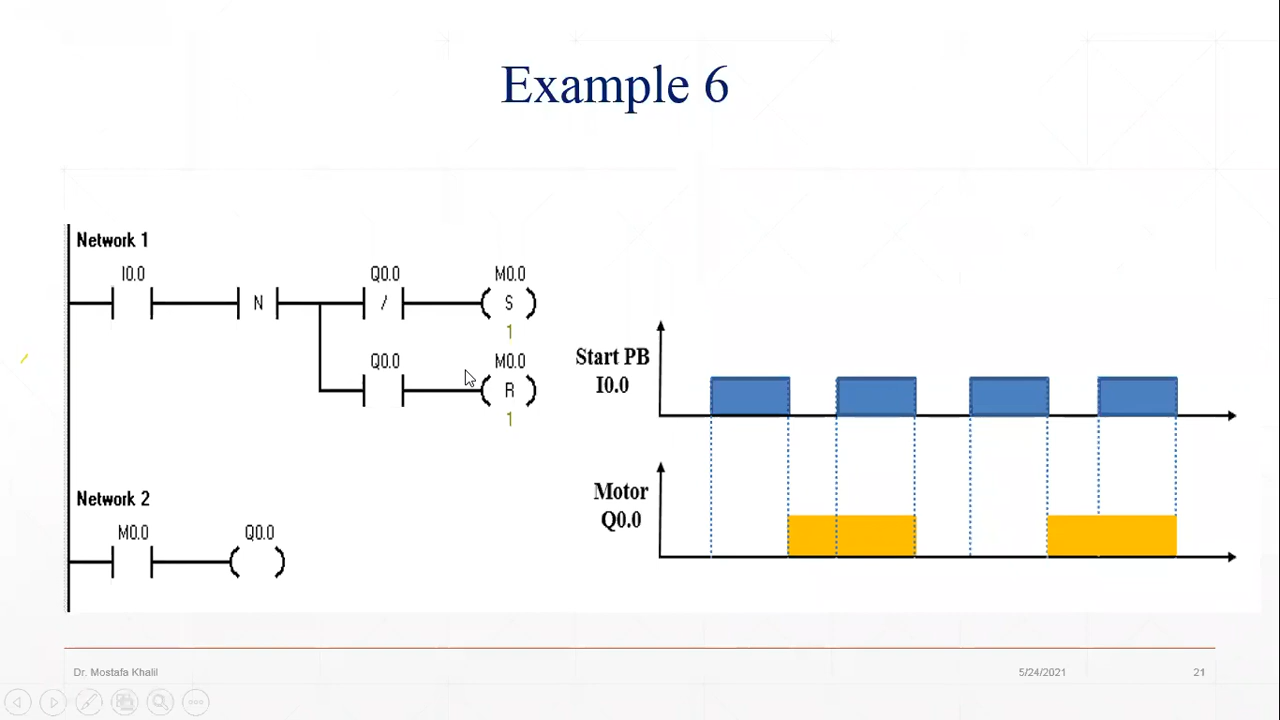 Example 6
Network 1
I0.0
N
Q0.0
/
M0.0
S
1
Q0.0
M0.0
R
1
Network 2
M0.0
Q0.0
Start PB
I0.0
Motor
Q0.0
Dr. Mostafa Khalil
5/24/2021
21